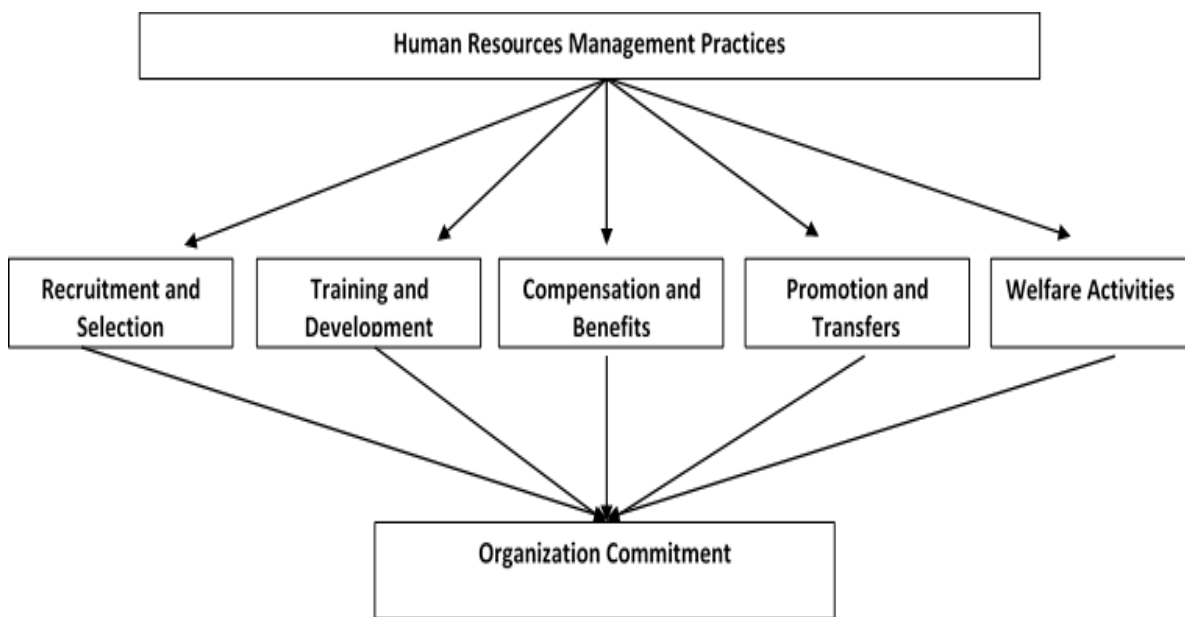 Human Resources Management Practices
Recruitment and
Selection
Training and
Development
Compensation and
Benefits
Promotion and
Transfers
Welfare Activities
Organization Commitment